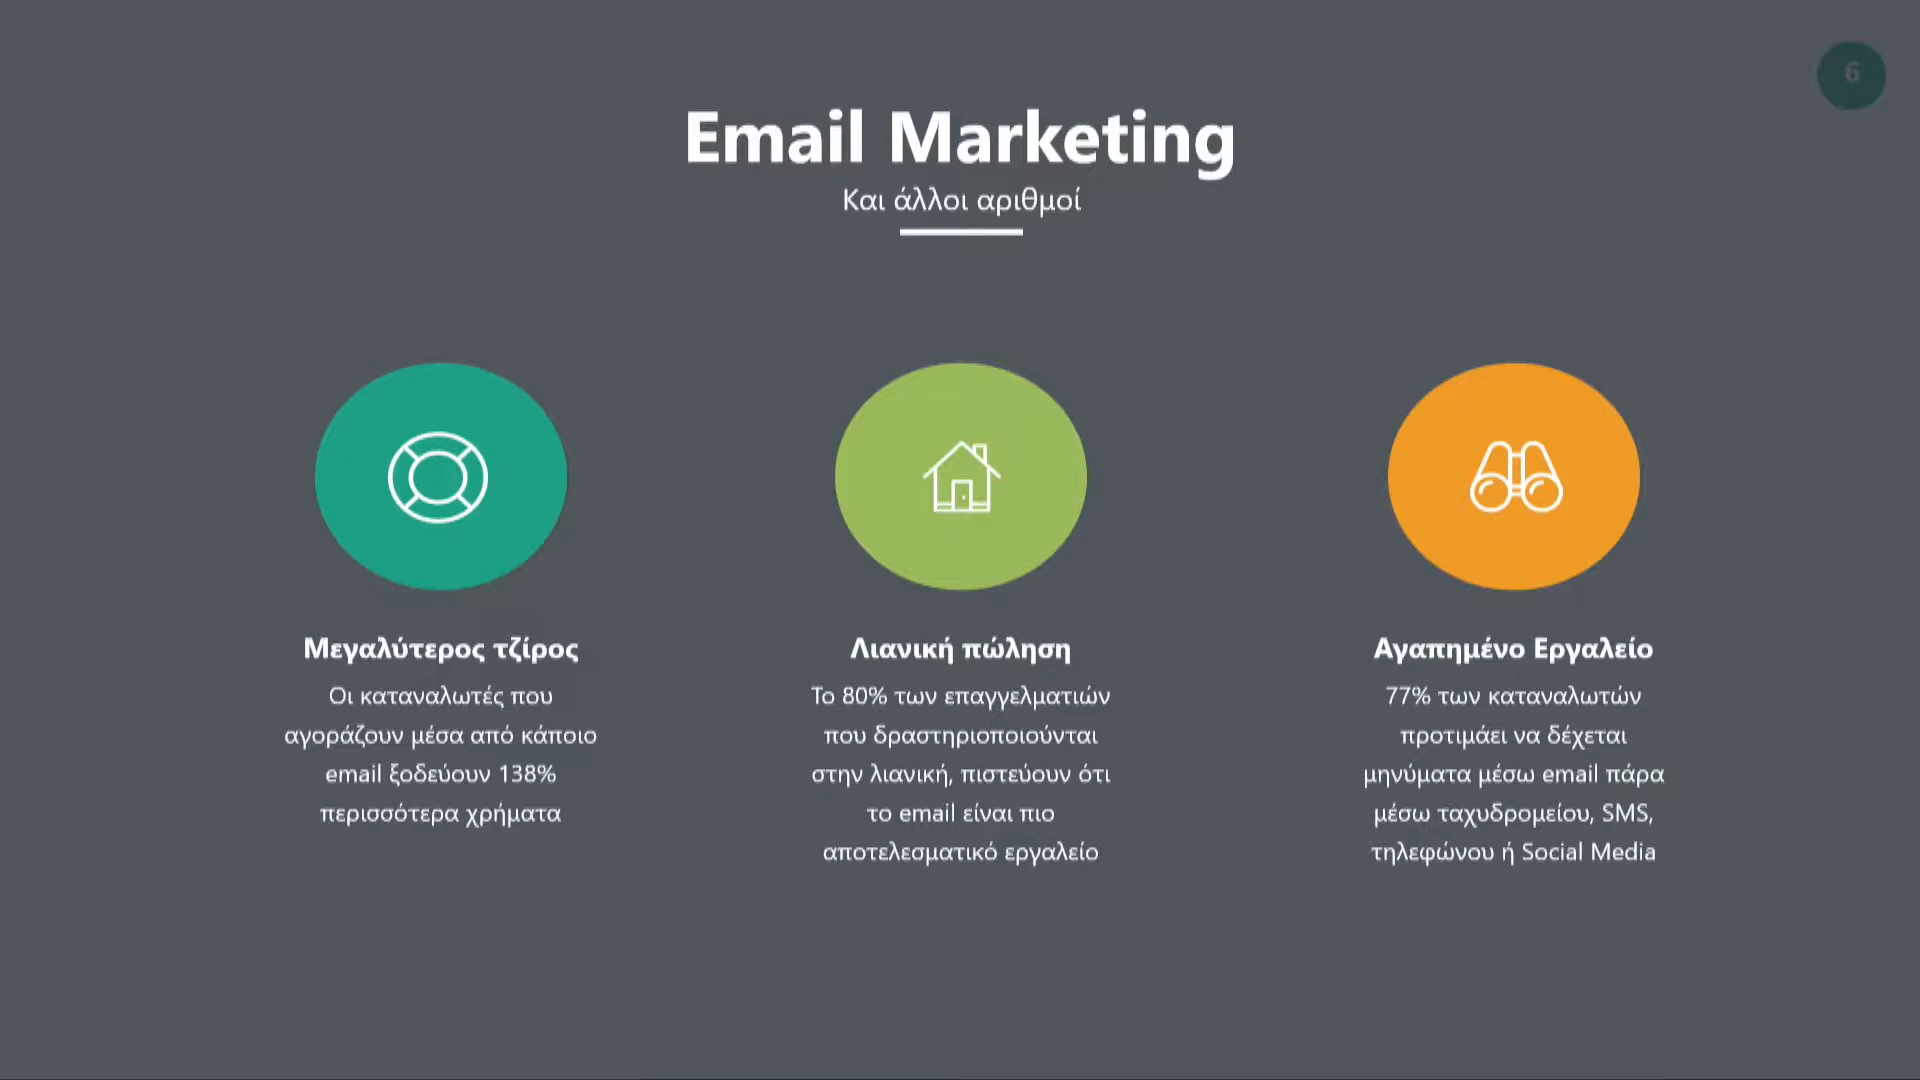 6
Email Marketing
Και άλλοι αριθμοί
Μεγαλύτερος τζίρος
Οι καταναλωτές που
αγοράζουν μέσα από κάποιο
email ξοδεύουν 138%
περισσότερα χρήματα
Λιανική πώληση
Το 80% των επαγγελματιών
που δραστηριοποιούνται
στην λιανική, πιστεύουν ότι
το email είναι πιο
αποτελεσματικό εργαλείο
Αγαπημένο Εργαλείο
77% των καταναλωτών
προτιμάει να δέχεται
μηνύματα μέσω email πάρα
μέσω ταχυδρομείου, SMS,
τηλεφώνου ή Social Media